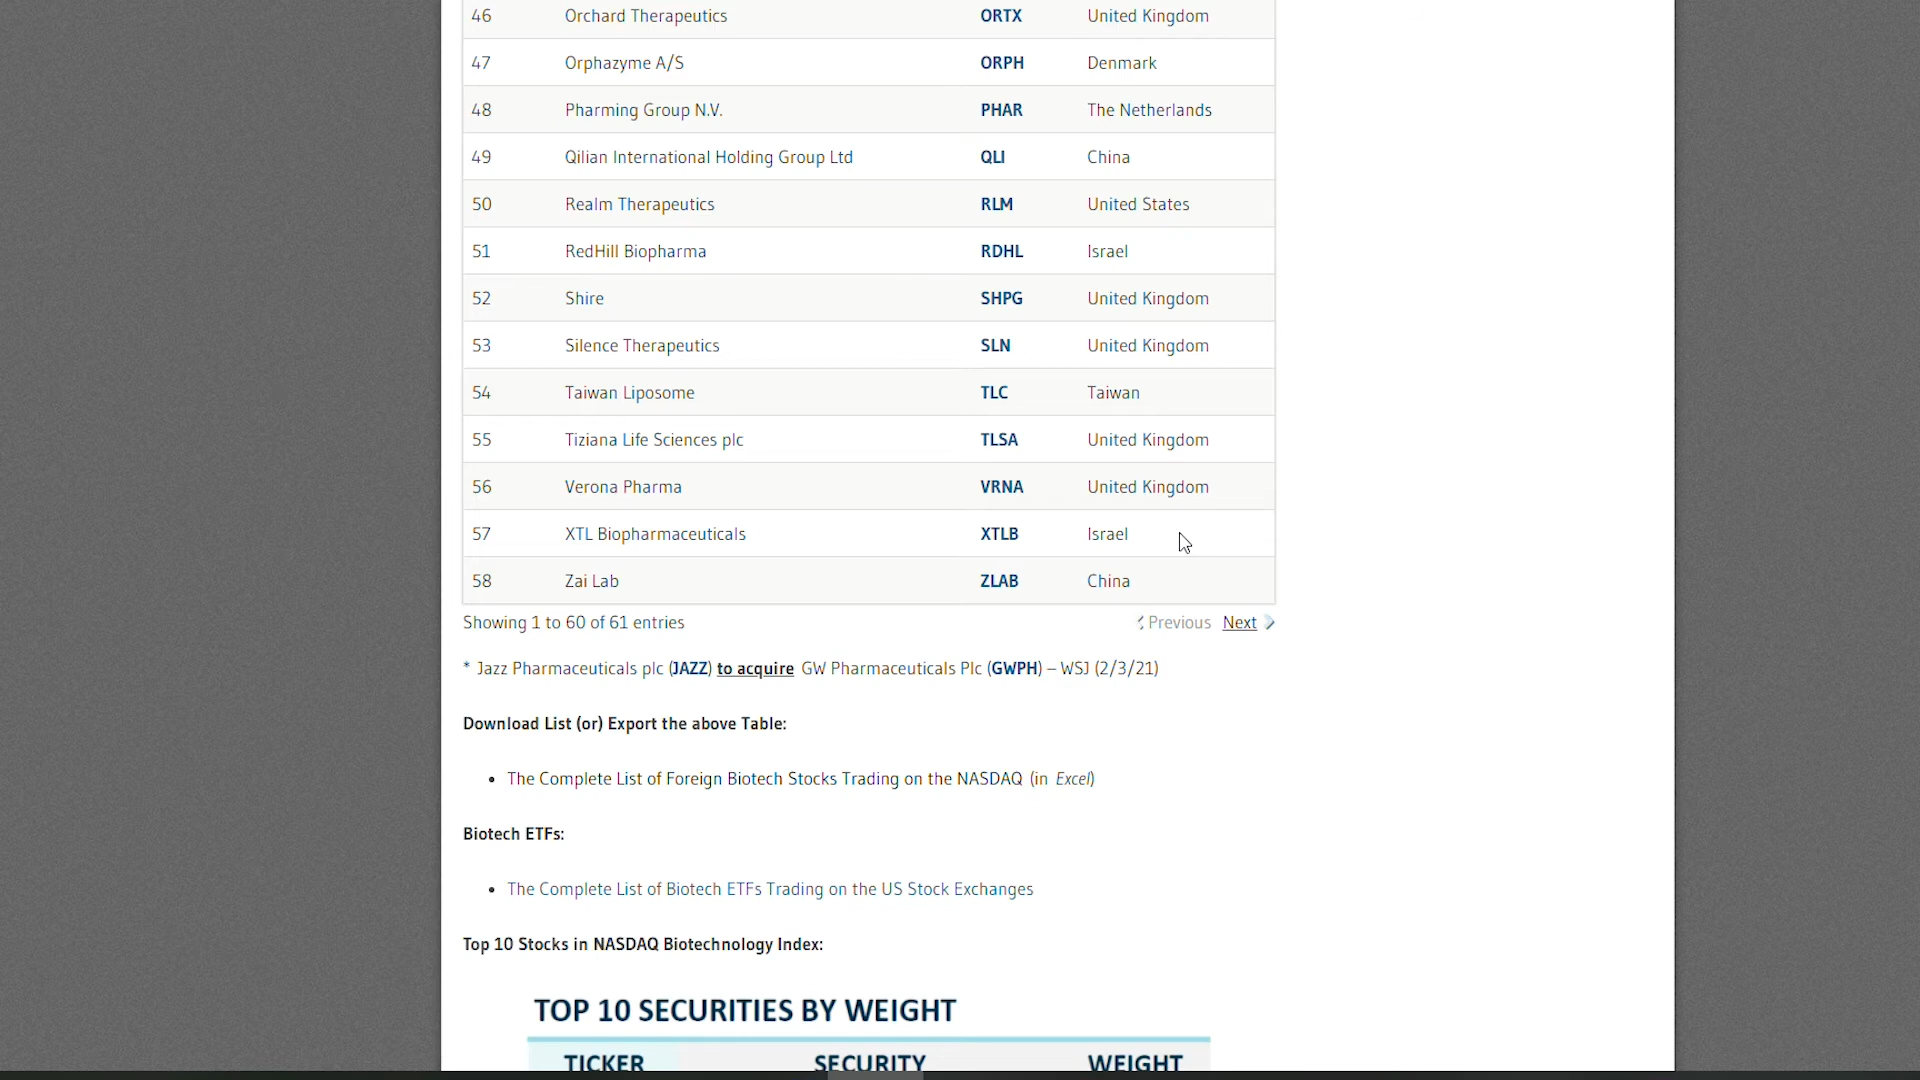 46 Orchard Therapeutics ORTX United Kingdom
47 Orphazyme A/S ORPH Denmark
48 Pharming Group N.V. PHAR The Netherlands
49 Qilian International Holding Group Ltd QLI China
50 Realm Therapeutics RLM United States
51 RedHill Biopharma RDHL Israel
52 Shire SHPG United Kingdom
53 Silence Therapeutics SLN United Kingdom
54 Taiwan Liposome TLC Taiwan
55 Tiziana Life Sciences plc TLSA United Kingdom
56 Verona Pharma VRNA United Kingdom
57 XTL Biopharmaceuticals XTLB Israel
58 Zai Lab ZLAB China
Showing 1 to 60 of 61 entries Previous Next
* Jazz Pharmaceuticals plc (JAZZ) to acquire GW Pharmaceuticals Plc (GWPH) – WSJ (2/3/21)
Download List (or) Export the above Table:
• The Complete List of Foreign Biotech Stocks Trading on the NASDAQ (in Excel)
Biotech ETFs:
• The Complete List of Biotech ETFs Trading on the US Stock Exchanges
Top 10 Stocks in NASDAQ Biotechnology Index:
TOP 10 SECURITIES BY WEIGHT
TICKER SECURITY WEIGHT